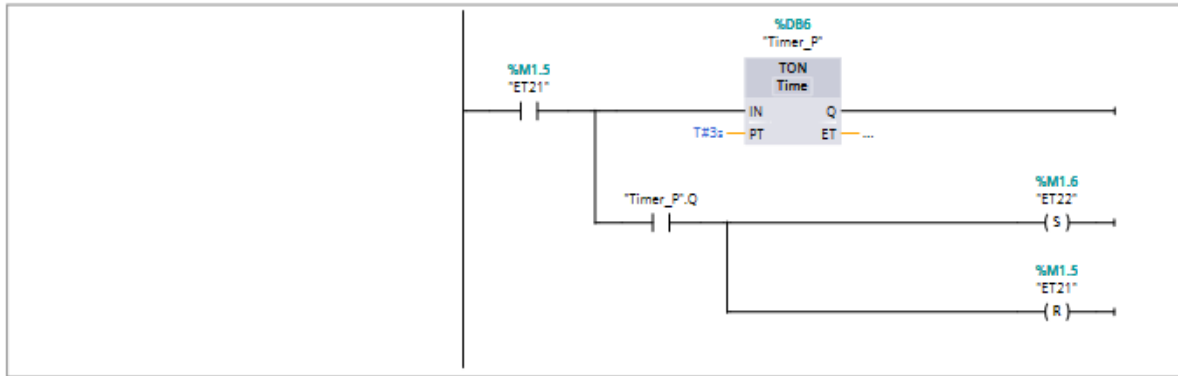 %DB6
"Timer_P"
%M1.5
"ET21"
TON
Time
IN
Q
T#3s
PT
ET
...
"Timer_P".Q
%M1.6
"ET22"
S
%M1.5
"ET21"
R